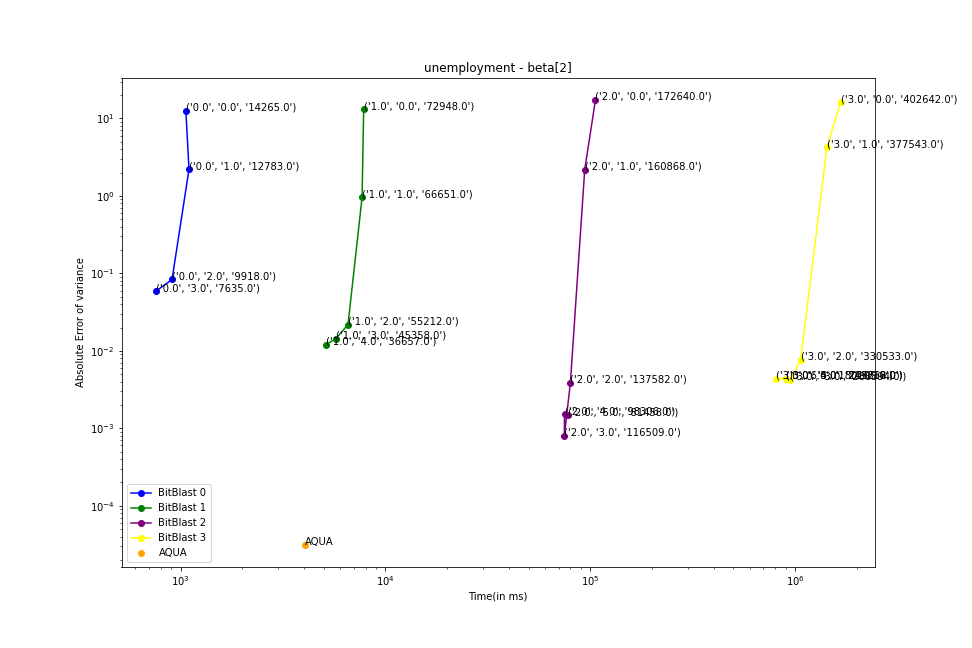 unemployment - beta[2]
('0.0', '0.0', '14265.0')
('1.0', '0.0', '72948.0')
('2.0', '0.0', '172640.0')
('3.0', '0.0', '402642.0')
('3.0', '1.0', '377543.0')
('0.0', '1.0', '12783.0')
('2.0', '1.0', '160868.0')
('1.0', '1.0', '66651.0')
('0.0', '2.0', '9918.0')
('0.0', '3.0', '7635.0')
('1.0', '2.0', '55212.0')
('1.0', '3.0', '45358.0')
('1.0', '4.0', '36657.0')
('3.0', '2.0', '330533.0')
('2.0', '2.0', '137582.0')
('2.0', '3.0', '116509.0')
AQUA
Absolute Error of variance
10¹
10⁰
10⁻¹
10⁻²
10⁻³
10⁻⁴
BitBlast 0
BitBlast 1
BitBlast 2
BitBlast 3
AQUA
10³
10⁴
10⁵
10⁶
Time(in ms)